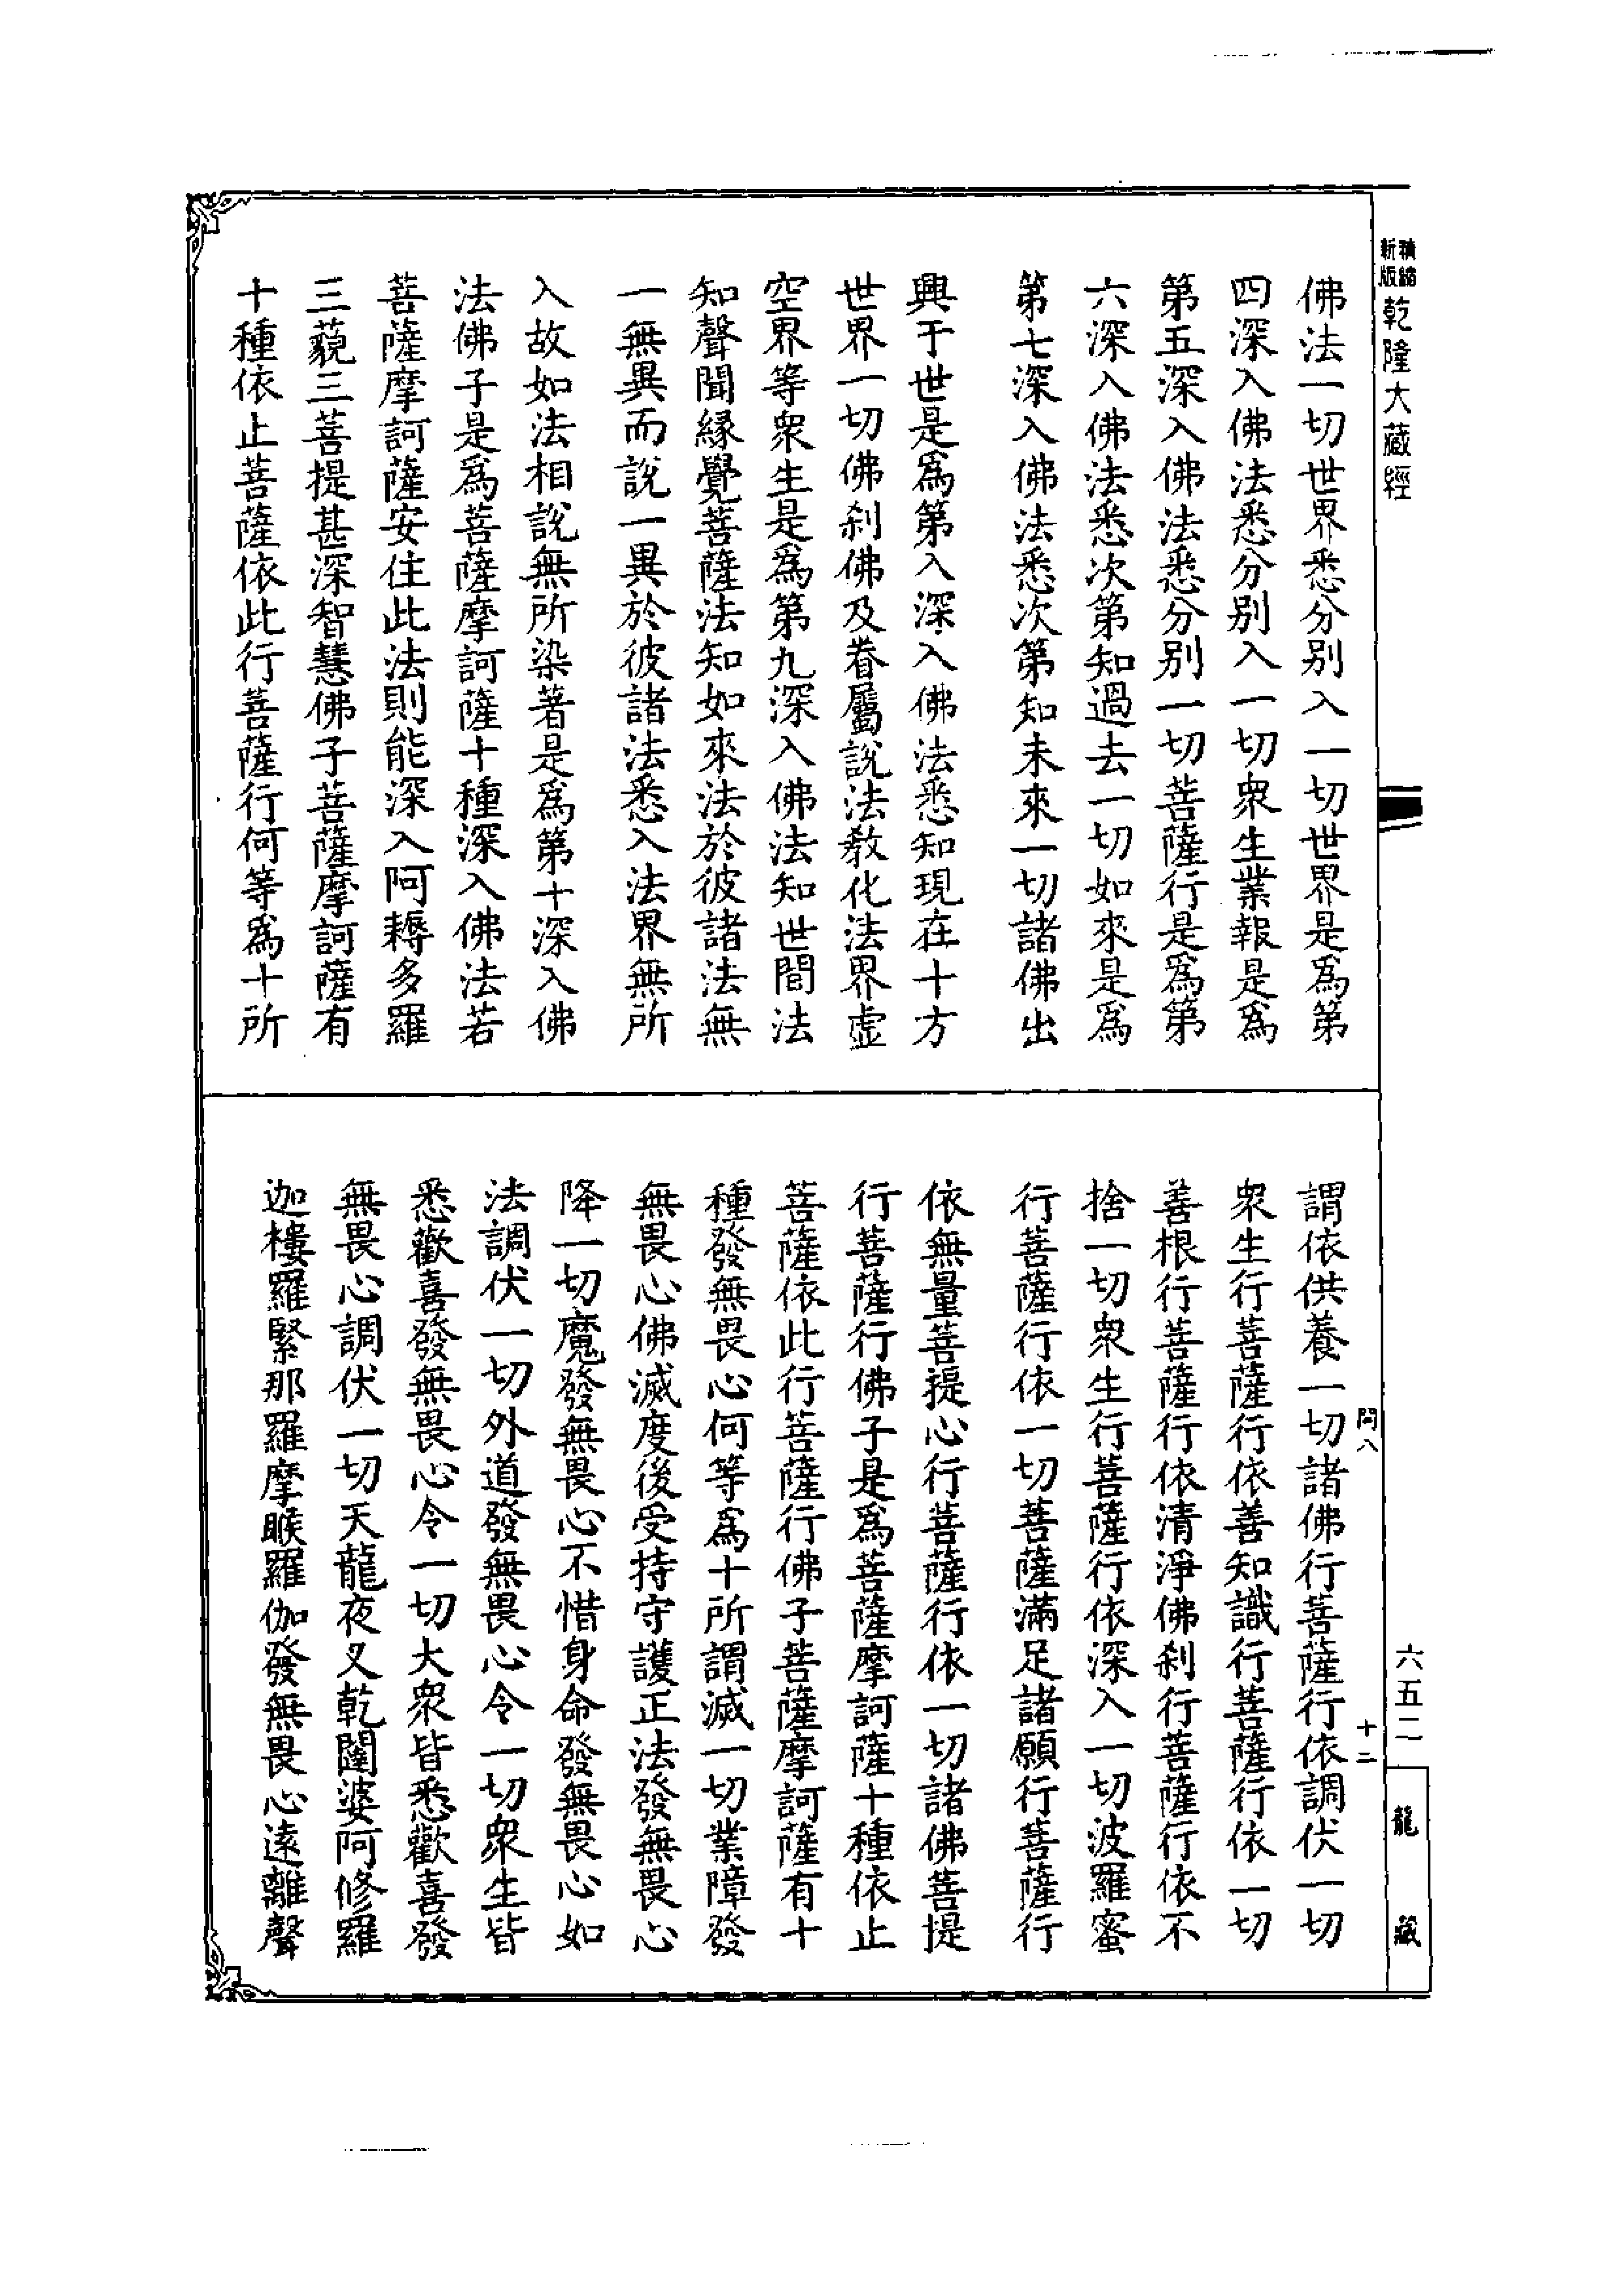 佛法一切世界悉分別入一切世界是爲第
四深入佛法悉分別入一切衆生業報是爲
第五深入佛法悉分別一切菩薩行是爲第
六深入佛法悉次第知過去一切如來是爲
第七深入佛法悉次第知未來一切諸佛出
興于世是爲第八深入佛法悉知現在十方
世界一切佛刹佛及眷屬說法教化法界虛
空界等衆生是爲第九深入佛法知世間法
知聲聞緣覺菩薩法知如來法於彼諸法無
一無異而說一異於彼諸法悉入法界無所
入故如法相說無所染著是爲第十深入佛
法佛子是爲菩薩摩訶薩十種深入佛法若
菩薩摩訶薩安住此法則能深入阿耨多羅
三藐三菩提甚深智慧佛子菩薩摩訶薩有
十種依止菩薩依此行菩薩行何等爲十所
謂依供養一切諸佛行菩薩行依調伏一切
衆生行菩薩行依善知識行菩薩行依一切
善根行菩薩行依清淨佛刹行菩薩行依不
捨一切衆生行菩薩行依深入一切波羅蜜
行菩薩行依一切菩薩滿足諸願行菩薩行
依無量菩提心行菩薩行依一切諸佛菩提
行菩薩行佛子是爲菩薩摩訶薩十種依止
菩薩依此行菩薩行佛子菩薩摩訶薩有十
種發無畏心何等爲十所謂滅一切業障發
無畏心佛滅度後受持守護正法發無畏心
降一切魔發無畏心不惜身命發無畏心如
法調伏一切外道發無畏心令一切衆生皆
悉歡喜發無畏心令一切大衆皆悉歡喜發
無畏心調伏一切天龍夜叉乾闥婆阿修羅
迦樓羅緊那羅摩睺羅伽發無畏心遠離聲
新版精縮 乾隆大藏經
六五二
十二
龍藏